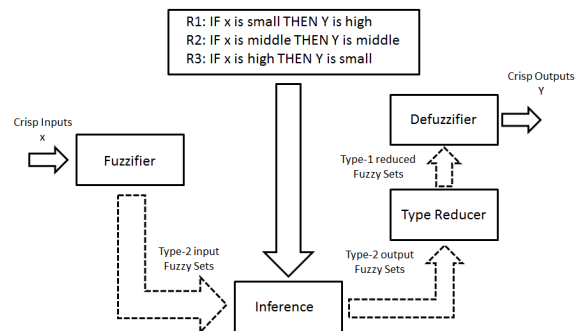 R1: IF x is small THEN Y is high
R2: IF x is middle THEN Y is middle
R3: IF x is high THEN Y is small
Crisp Inputs
x
Fuzzifier
Crisp Outputs
Y
Defuzzifier
Type-1 reduced
Fuzzy Sets
Type Reducer
Type-2 input
Fuzzy Sets
Type-2 output
Fuzzy Sets
Inference